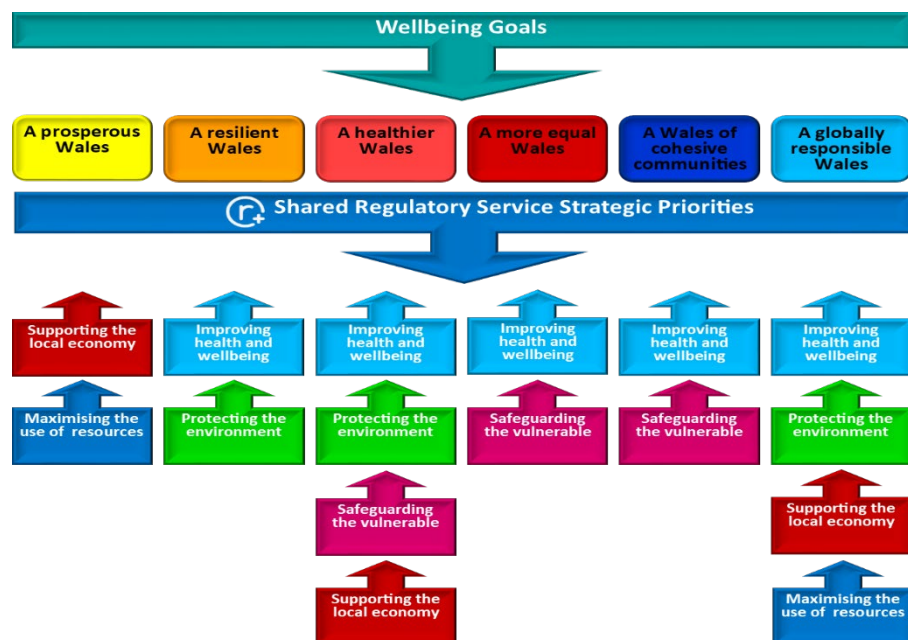 Wellbeing Goals
A prosperous
Wales
A resilient
Wales
A healthier
Wales
A more equal
Wales
A Wales of
cohesive
communities
A globally
responsible
Wales
r+ Shared Regulatory Service Strategic Priorities
Supporting the
local economy
Improving
health and
wellbeing
Improving
health and
wellbeing
Improving
health and
wellbeing
Improving
health and
wellbeing
Improving
health and
wellbeing
Maximising the
use of resources
Protecting the
environment
Protecting the
environment
Safeguarding
the vulnerable
Safeguarding
the vulnerable
Protecting the
environment
Safeguarding
the vulnerable
Supporting the
local economy
Supporting the
local economy
Maximising the
use of resources